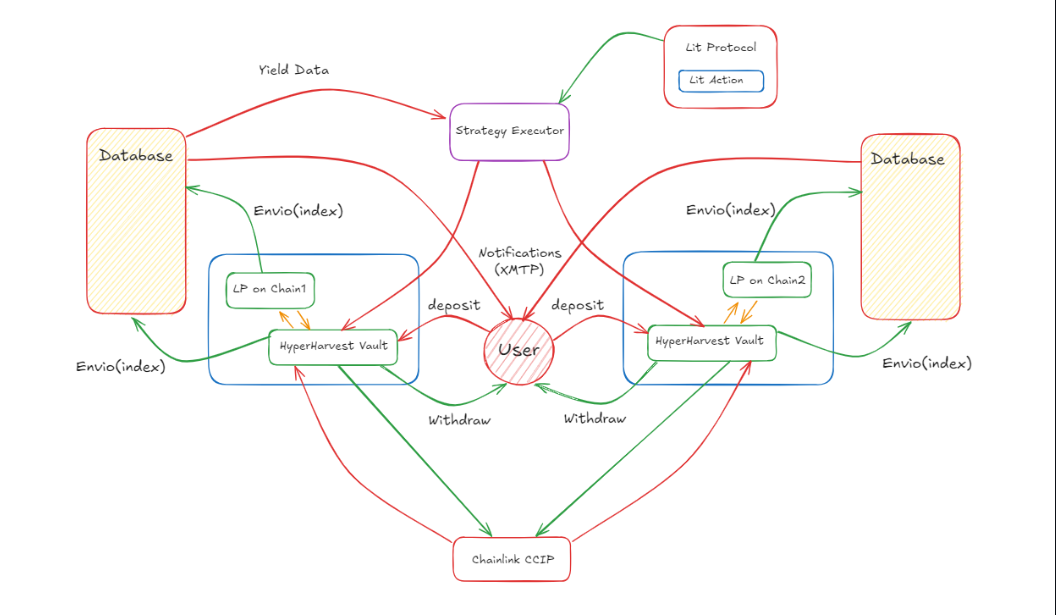 Lit Protocol
Lit Action
Yield Data
Strategy Executor
Database
Database
Envio(index)
Envio(index)
Notifications
(XMTP)
LP on Chain1
LP on Chain2
deposit
deposit
HyperHarvest Vault
User
HyperHarvest Vault
Envio(index)
Envio(index)
Withdraw
Withdraw
Chainlink CCIP